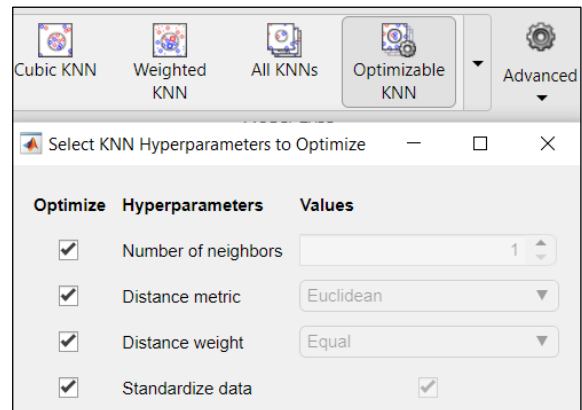 Cubic KNN
Weighted
KNN
All KNNs
Optimizable
KNN
Advanced
Select KNN Hyperparameters to Optimize
Optimize Hyperparameters Values
Number of neighbors 1
Distance metric Euclidean
Distance weight Equal
Standardize data